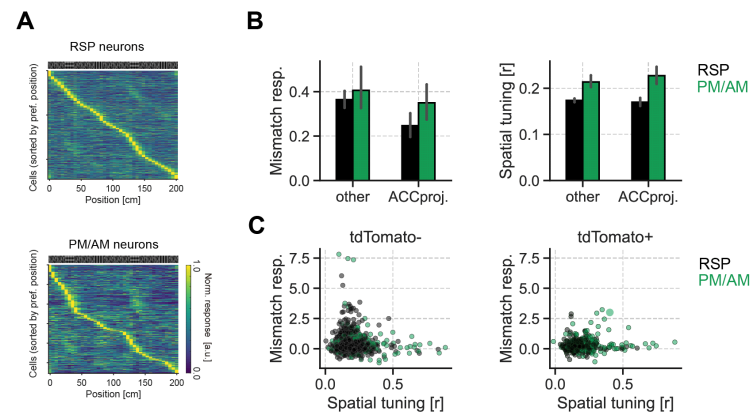 A
RSP neurons
Cells (sorted by pref. position)
0 50 100 150 200
Position [cm]
PM/AM neurons
Cells (sorted by pref. position)
0 50 100 150 200
Position [cm]
1.0
0.0
Norm. response [a.u.]
B
Mismatch resp.
0.4
0.2
0.0
other ACCproj.
Spatial tuning [r]
0.2
0.1
0.0
other ACCproj.
RSP
PM/AM
C
tdTomato-
Mismatch resp.
7.5
5.0
2.5
0.0
0.0 0.5
Spatial tuning [r]
tdTomato+
Mismatch resp.
7.5
5.0
2.5
0.0
0.0 0.5
Spatial tuning [r]
RSP
PM/AM